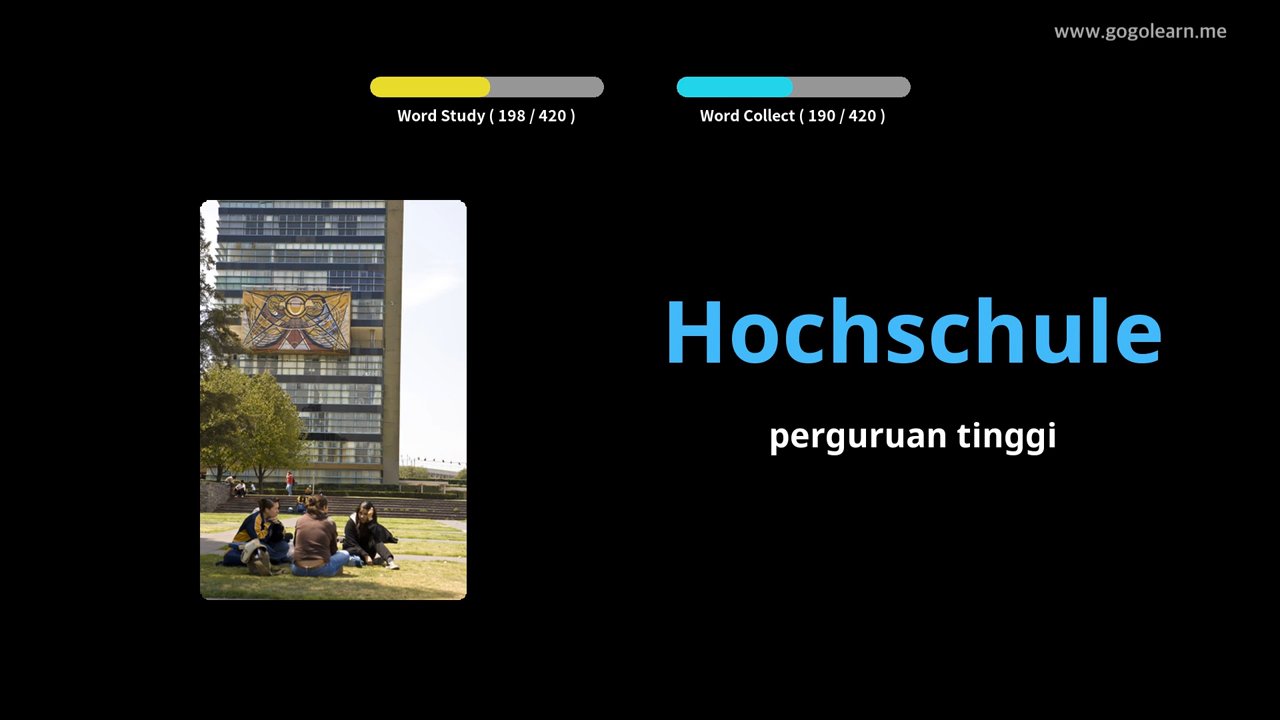 www.gogolearn.me
Word Study ( 198 / 420 )
Word Collect ( 190 / 420 )
Hochschule
perguruan tinggi